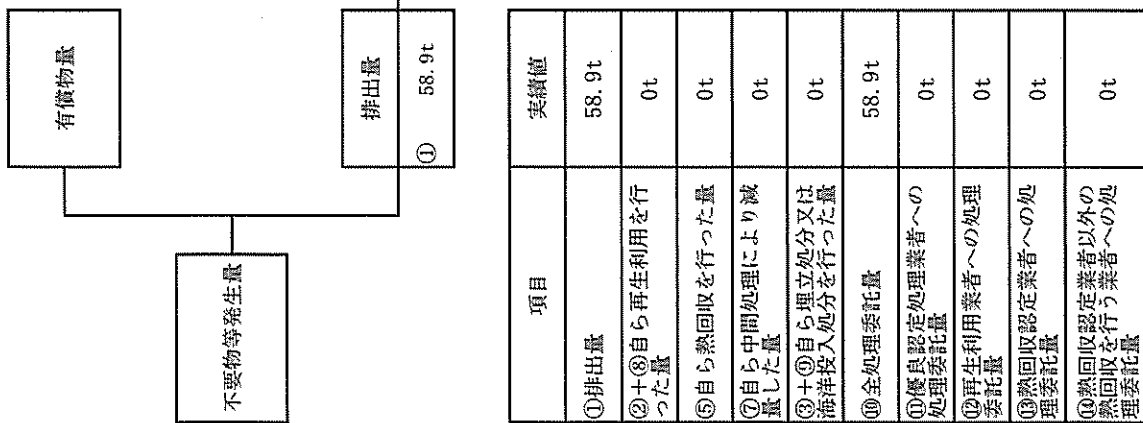 有償物量
不要物等発生量
排出量
① 58.9t
項目 実績値
①排出量 58.9t
②+⑧自ら再生利用を行
った量 0t
⑤自ら熱回収を行った量 0t
⑦自ら中間処理により減
量した量 0t
③+⑨自ら埋立処分又は
海洋投入処分を行った量 0t
⑩全処理委託量 58.9t
⑪優良認定処理業者への
処理委託量 0t
⑫再生利用業者への処理
委託量 0t
⑬熱回収認定業者への処
理委託量 0t
⑭熱回収認定業者以外の
熱回収を行う業者への処
理委託量 0t